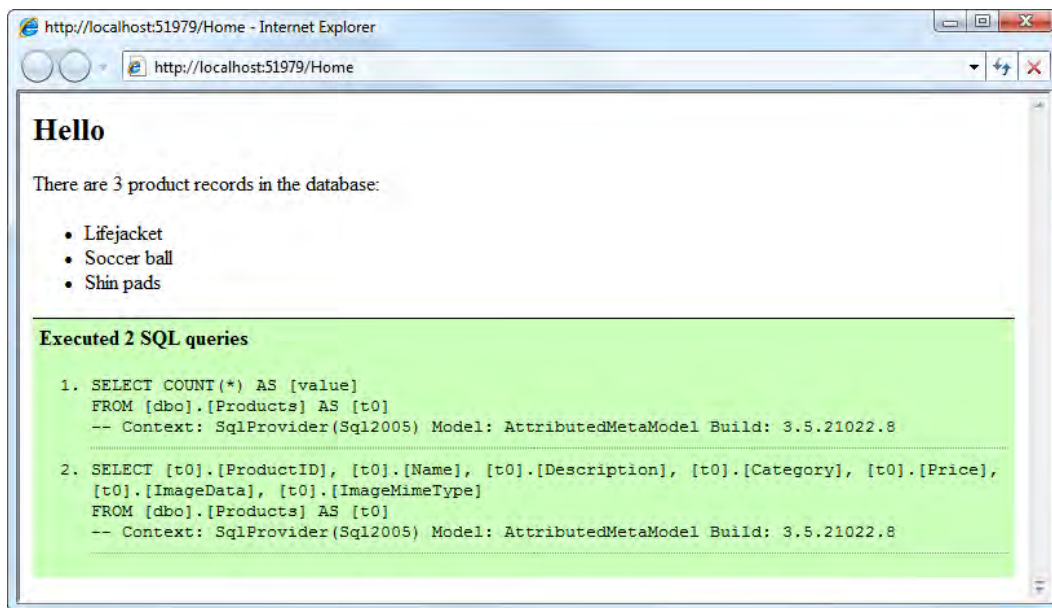 http://localhost:51979/Home - Internet Explorer
http://localhost:51979/Home
Hello
There are 3 product records in the database:
• Lifejacket
• Soccer ball
• Shin pads
Executed 2 SQL queries
1. SELECT COUNT(*) AS [value]
FROM [dbo].[Products] AS [t0]
-- Context: SqlProvider(Sql2005) Model: AttributedMetaModel Build: 3.5.21022.8
2. SELECT [t0].[ProductID], [t0].[Name], [t0].[Description], [t0].[Category], [t0].[Price],
[t0].[ImageData], [t0].[ImageMimeType]
FROM [dbo].[Products] AS [t0]
-- Context: SqlProvider(Sql2005) Model: AttributedMetaModel Build: 3.5.21022.8